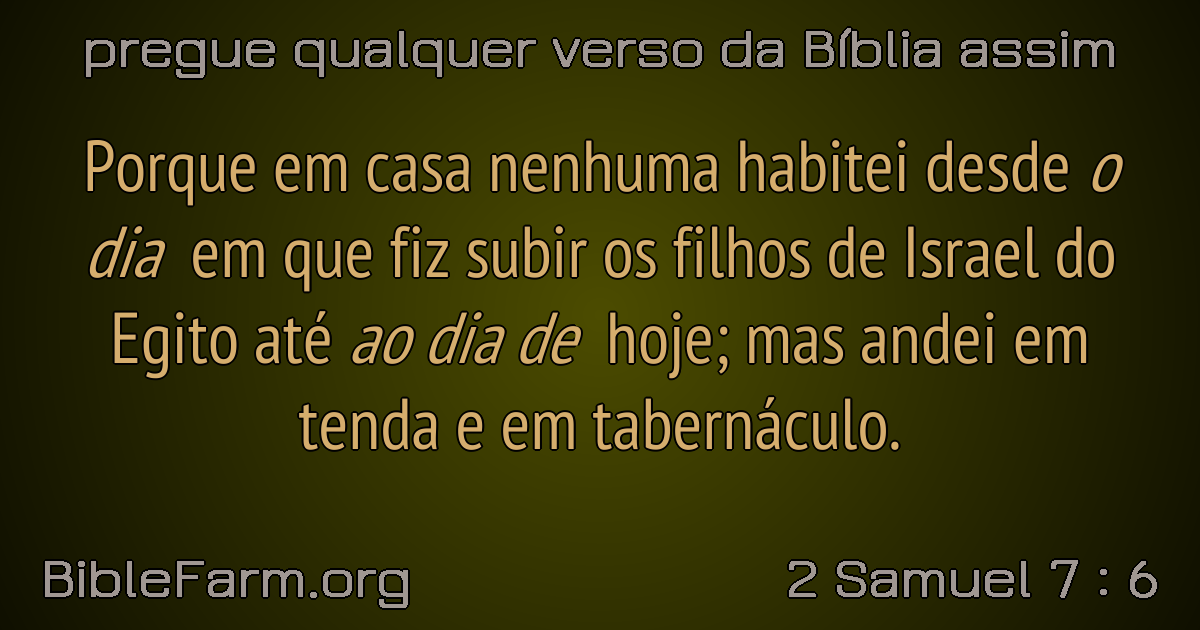 pregue qualquer verso da Bíblia assim
Porque em casa nenhuma habitei desde o
dia em que fiz subir os filhos de Israel do
Egito até ao dia de hoje; mas andei em
tenda e em tabernáculo.
BibleFarm.org
2 Samuel 7 : 6